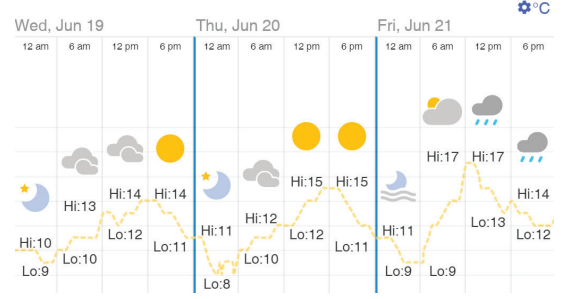 °C
Wed, Jun 19 Thu, Jun 20 Fri, Jun 21
12 am 6 am 12 pm 6 pm 12 am 6 am 12 pm 6 pm 12 am 6 am 12 pm 6 pm
Hi:10 Hi:13 Hi:14 Hi:14 Hi:11 Hi:12 Hi:15 Hi:15 Hi:11 Hi:17 Hi:17 Hi:14
Lo:9 Lo:10 Lo:12 Lo:11 Lo:8 Lo:10 Lo:12 Lo:11 Lo:9 Lo:9 Lo:13 Lo:12